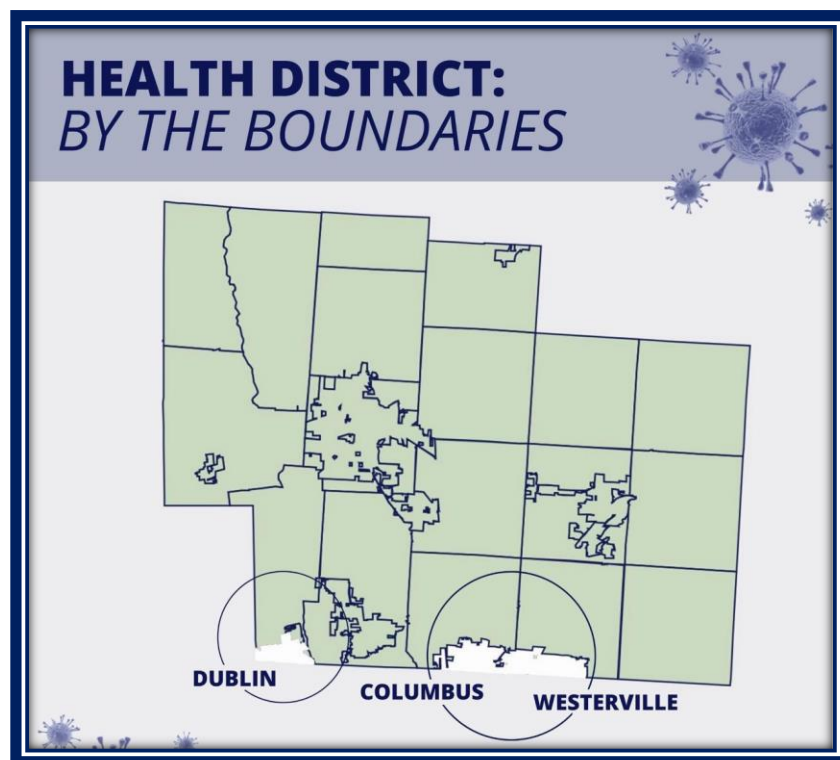 HEALTH DISTRICT:
BY THE BOUNDARIES
DUBLIN
COLUMBUS
WESTERVILLE